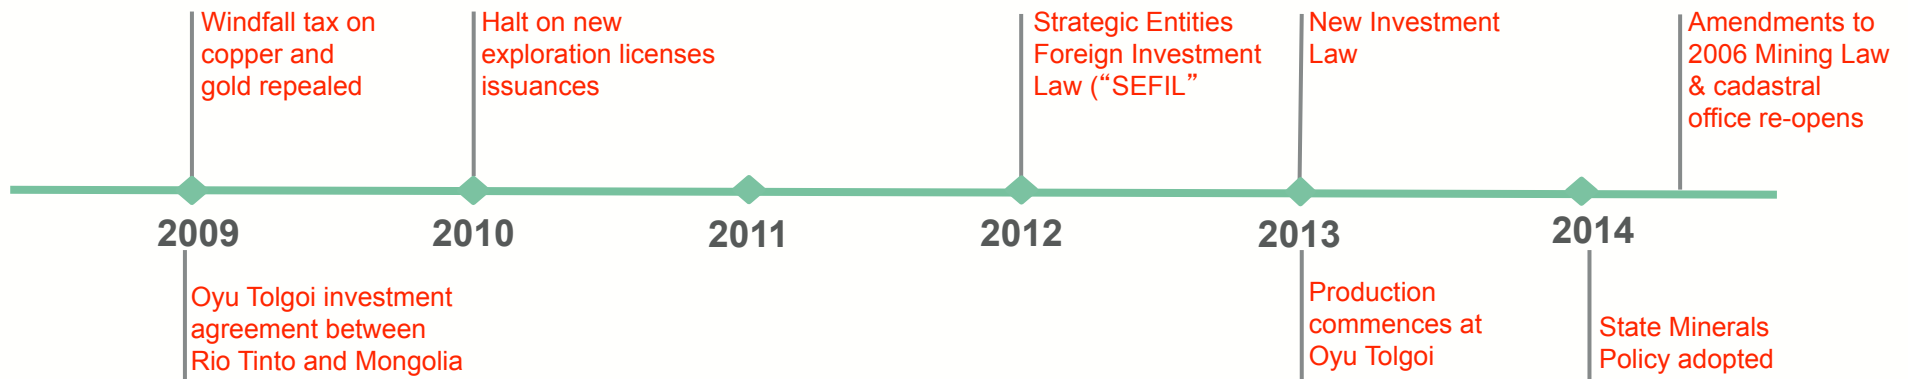 Windfall tax on
copper and
gold repealed
Halt on new
exploration licenses
issuances
Strategic Entities
Foreign Investment
Law (“SEFIL”
New Investment
Law
Amendments to
2006 Mining Law
& cadastral
office re-opens
2009
2010
2011
2012
2013
2014
Oyu Tolgoi investment
agreement between
Rio Tinto and Mongolia
Production
commences at
Oyu Tolgoi
State Minerals
Policy adopted